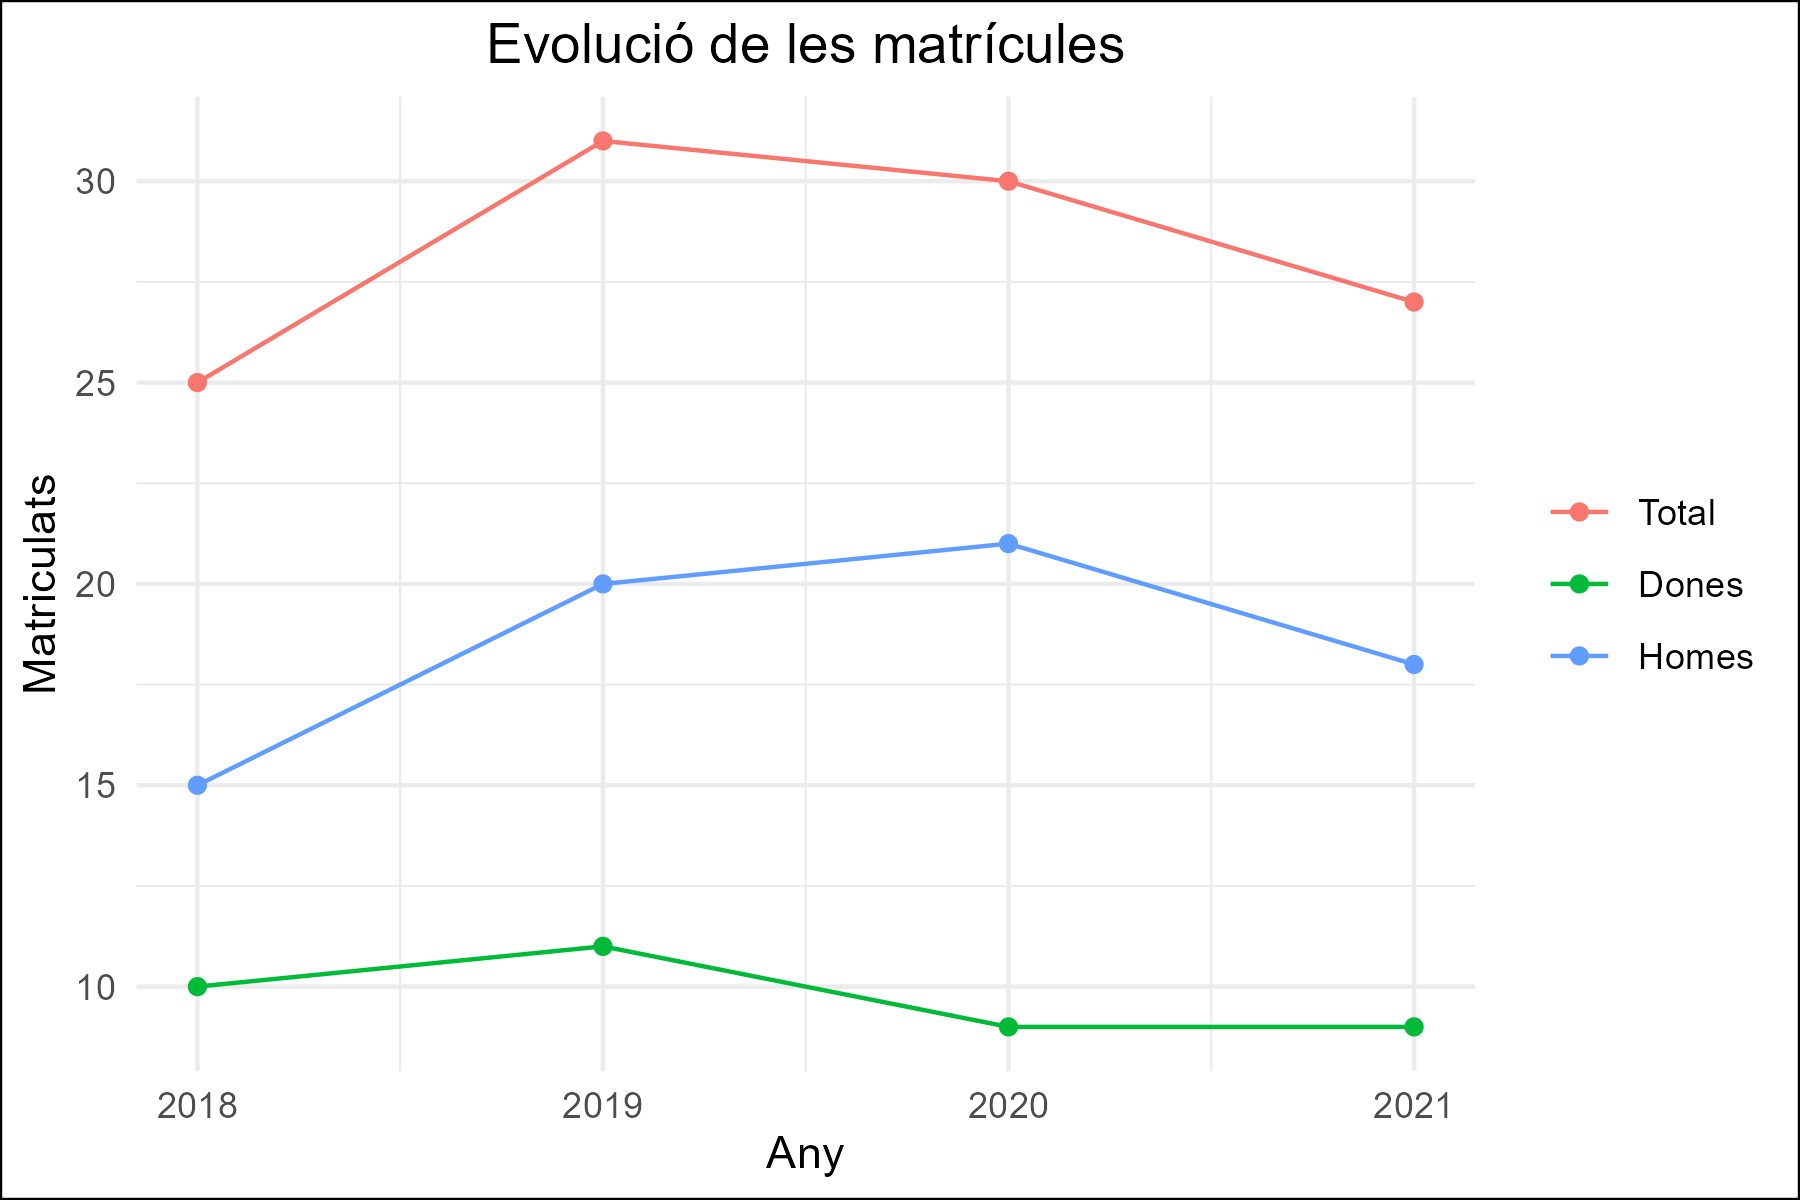 Evolució de les matrícules
Matriculats
30
25
20
15
10
2018 2019 2020 2021
Any
Total
Dones
Homes